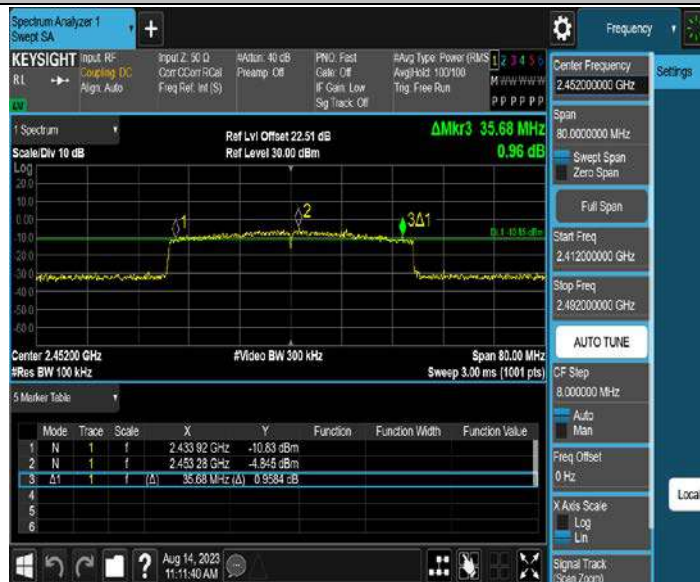 Spectrum Analyzer 1
Swept SA
+
Frequency
KEYSIGHT
RL
Input: RF
Coupling: DC
Align: Auto
Input Z: 50 Ω
Corr CCorr RCal
Freq Ref: Int (S)
#Atten: 40 dB
Preamp: Off
PNO: Fast
Gate: Off
IF Gain: Low
Sig Track: Off
#Avg Type: Power (RMS
Avg|Hold: 100/100
Trig: Free Run
1 2 3 4 5 6
M W W W W W
P P P P P P
1 Spectrum
Scale/Div 10 dB
Log
Ref Lvl Offset 22.51 dB
Ref Level 30.00 dBm
ΔMkr3 35.68 MHz
0.96 dB
20.0
10.0
0.00
-10.0
-20.0
-30.0
-40.0
-50.0
-60.0
1
2
3Δ1
Center 2.45200 GHz
#Res BW 100 kHz
#Video BW 300 kHz
Span 80.00 MHz
Sweep 3.00 ms (1001 pts)
5 Marker Table
Mode Trace Scale X Y Function Function Width Function Value
1 N 1 f 2.433 92 GHz -10.83 dBm
2 N 1 f 2.453 28 GHz -4.845 dBm
3 Δ1 1 f (Δ) 35.68 MHz (Δ) 0.9584 dB
4
5
6
?
Aug 14, 2023
11:11:40 AM
Center Frequency
2.452000000 GHz
Settings
Span
80.0000000 MHz
Swept Span
Zero Span
Full Span
Start Freq
2.412000000 GHz
Stop Freq
2.492000000 GHz
AUTO TUNE
CF Step
8.000000 MHz
Auto
Man
Freq Offset
0 Hz
X Axis Scale
Log
Lin
Local
Signal Track
(Span Zoom)